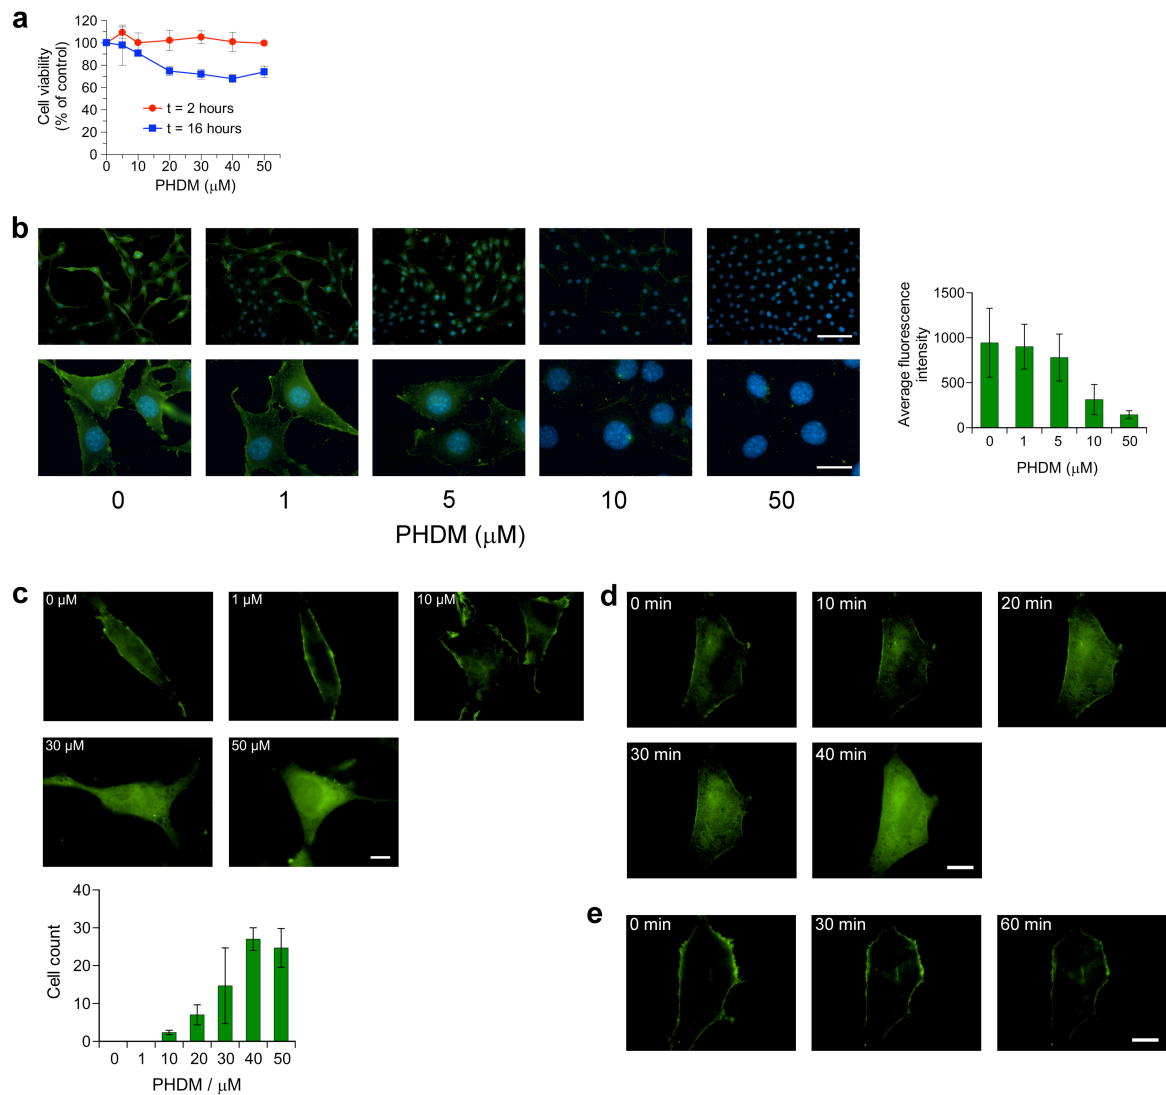 a
120
100
80
60
40
20
0
Cell viability
(% of control)
t = 2 hours
t = 16 hours
0 10 20 30 40 50
PHDM (μM)
b
0 1 5 10 50
PHDM (μM)
Average fluorescence
intensity
1500
1000
500
0
0 1 5 10 50
PHDM (μM)
c
0 μM 1 μM 10 μM
30 μM 50 μM
Cell count
40
30
20
10
0
0 1 10 20 30 40 50
PHDM / μM
d
0 min 10 min 20 min
30 min 40 min
e
0 min 30 min 60 min